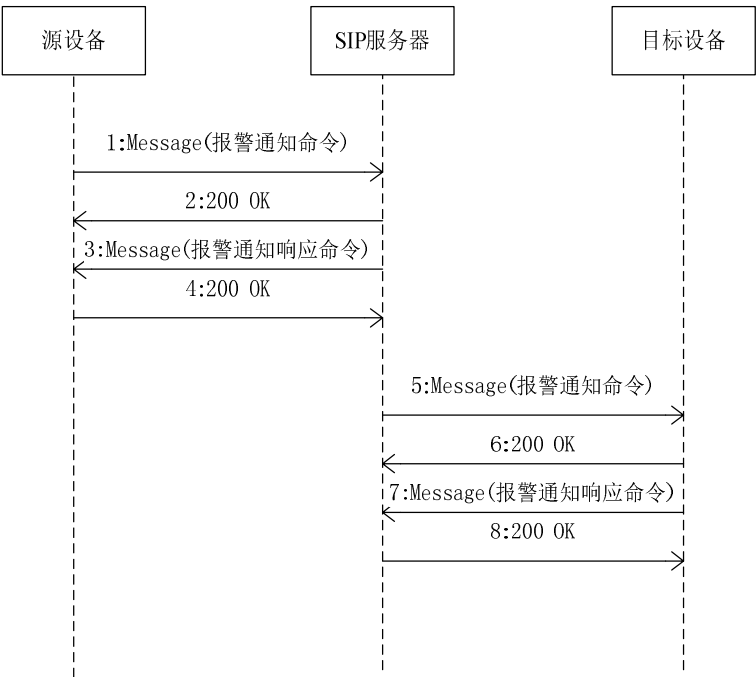 源设备
SIP服务器
目标设备
1:Message(报警通知命令)
2:200 OK
3:Message(报警通知响应命令)
4:200 OK
5:Message(报警通知命令)
6:200 OK
7:Message(报警通知响应命令)
8:200 OK